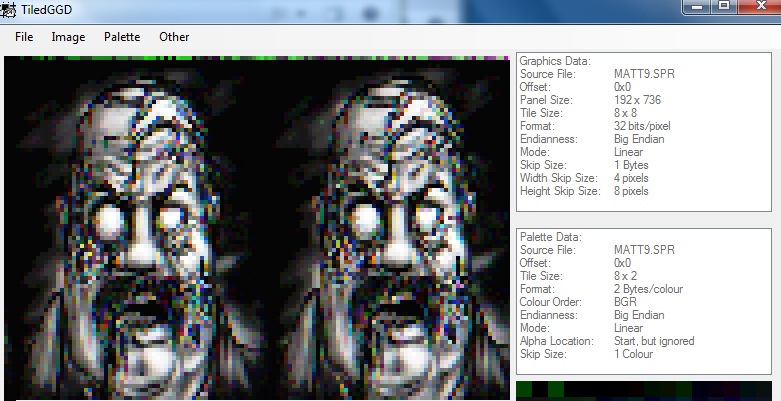 TiledGGD
File Image Palette Other
Graphics Data:
Source File: MATT9.SPR
Offset: 0x0
Panel Size: 192 x 736
Tile Size: 8 x 8
Format: 32 bits/pixel
Endianness: Big Endian
Mode: Linear
Skip Size: 1 Bytes
Width Skip Size: 4 pixels
Height Skip Size: 8 pixels
Palette Data:
Source File: MATT9.SPR
Offset: 0x0
Tile Size: 8 x 2
Format: 2 Bytes/colour
Colour Order: BGR
Endianness: Big Endian
Mode: Linear
Alpha Location: Start, but ignored
Skip Size: 1 Colour